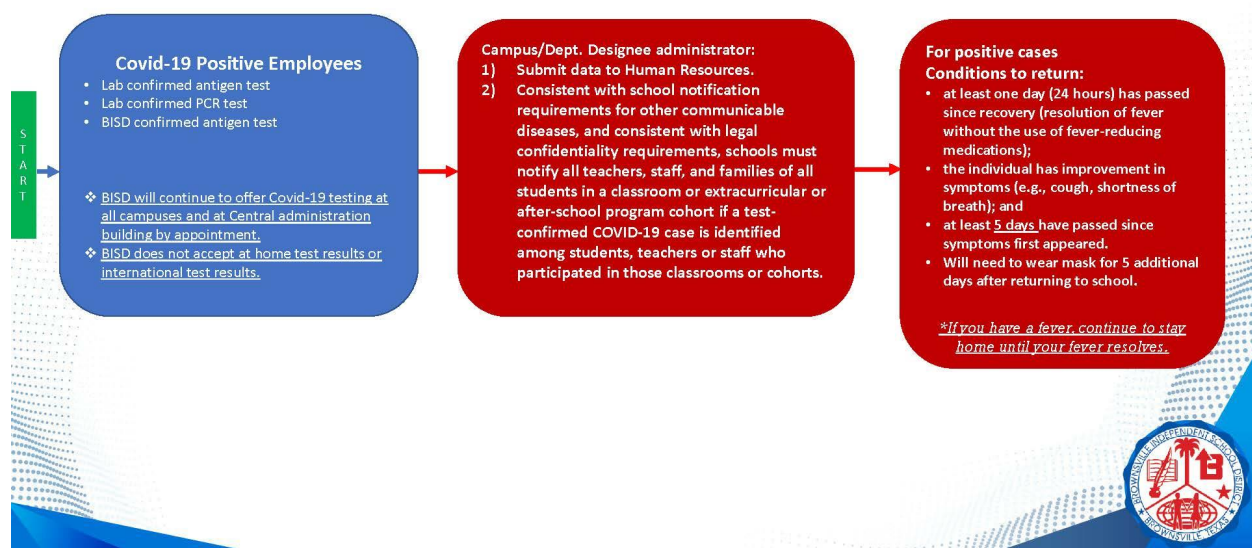 START
Covid-19 Positive Employees
• Lab confirmed antigen test
• Lab confirmed PCR test
• BISD confirmed antigen test
❖ BISD will continue to offer Covid-19 testing at
all campuses and at Central administration
building by appointment.
❖ BISD does not accept at home test results or
international test results.
Campus/Dept. Designee administrator:
1) Submit data to Human Resources.
2) Consistent with school notification
requirements for other communicable
diseases, and consistent with legal
confidentiality requirements, schools must
notify all teachers, staff, and families of all
students in a classroom or extracurricular or
after-school program cohort if a test-
confirmed COVID-19 case is identified
among students, teachers or staff who
participated in those classrooms or cohorts.
For positive cases
Conditions to return:
• at least one day (24 hours) has passed
since recovery (resolution of fever
without the use of fever-reducing
medications);
• the individual has improvement in
symptoms (e.g., cough, shortness of
breath); and
• at least 5 days have passed since
symptoms first appeared.
• Will need to wear mask for 5 additional
days after returning to school.
*If you have a fever, continue to stay
home until your fever resolves.
BROWNSVILLE INDEPENDENT SCHOOL DISTRICT
BROWNSVILLE, TEXAS